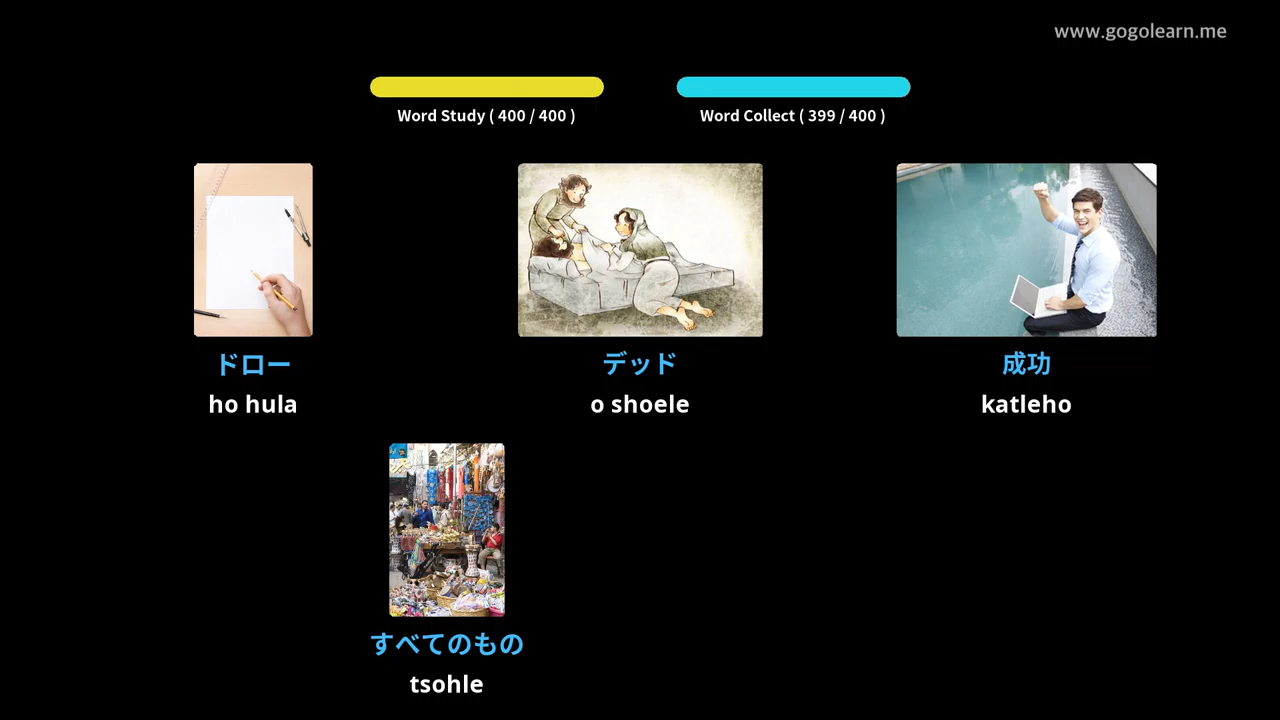 www.gogolearn.me
Word Study ( 400 / 400 )
Word Collect ( 399 / 400 )
ドロー
ho hula
デッド
o shoele
成功
katleho
すべてのもの
tsohle